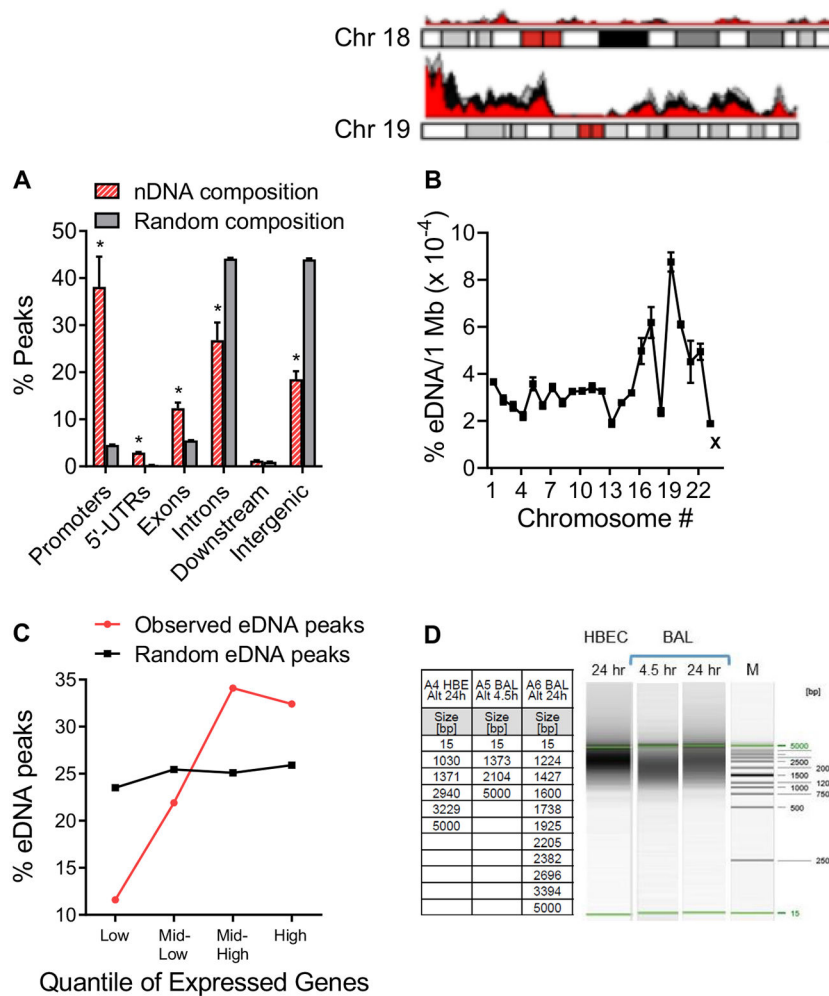 Chr 18
Chr 19
A
nDNA composition
Random composition
% Peaks
50
40
30
20
10
0
*
*
*
*
*
Promoters
5'-UTRs
Exons
Introns
Downstream
Intergenic
B
% eDNA/1 Mb (x 10⁻⁴)
10
8
6
4
2
0
x
1 4 7 10 13 16 19 22
Chromosome #
C
Observed eDNA peaks
Random eDNA peaks
% eDNA peaks
35
30
25
20
15
10
Low Mid-Low Mid-High High
Quantile of Expressed Genes
D
HBEC BAL
24 hr 4.5 hr 24 hr M
A4 HBE Alt 24h A5 BAL Alt 4.5h A6 BAL Alt 24h
Size [bp] Size [bp] Size [bp]
15 15 15
1030 1373 1224
1371 2104 1427
2940 5000 1600
3229 1738
5000 1925
2205
2382
2696
3394
5000
[bp]
5000
2500
200
1500
120
1000
750
500
250
15